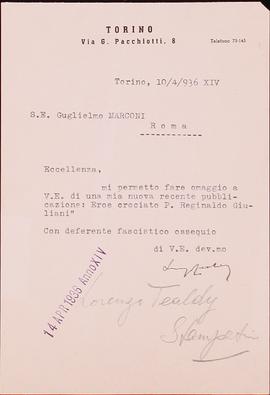 TORINO
Via G. Pacchiotti, 8
Telefono 73-145
Torino, 10/4/936 XIV
S.E. Guglielmo MARCONI
Roma
Eccellenza,
mi permetto fare omaggio a
V.E. di una mia nuova recente pubbli-
cazione: Eroe crociato P. Reginaldo Giu-
liani"
Con deferente fascistico ossequio
di V.E. dev.mo
14 APR 1936 Anno XIV
Lorenzo Tealdy